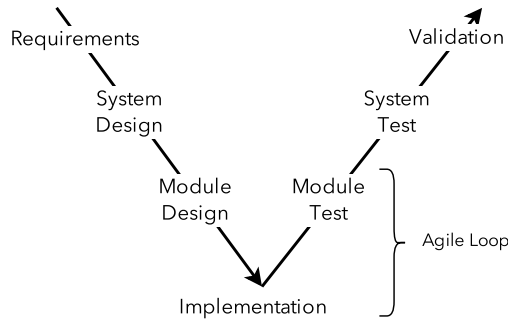 Requirements
Validation
System
Design
System
Test
Module
Design
Module
Test
Agile Loop
Implementation